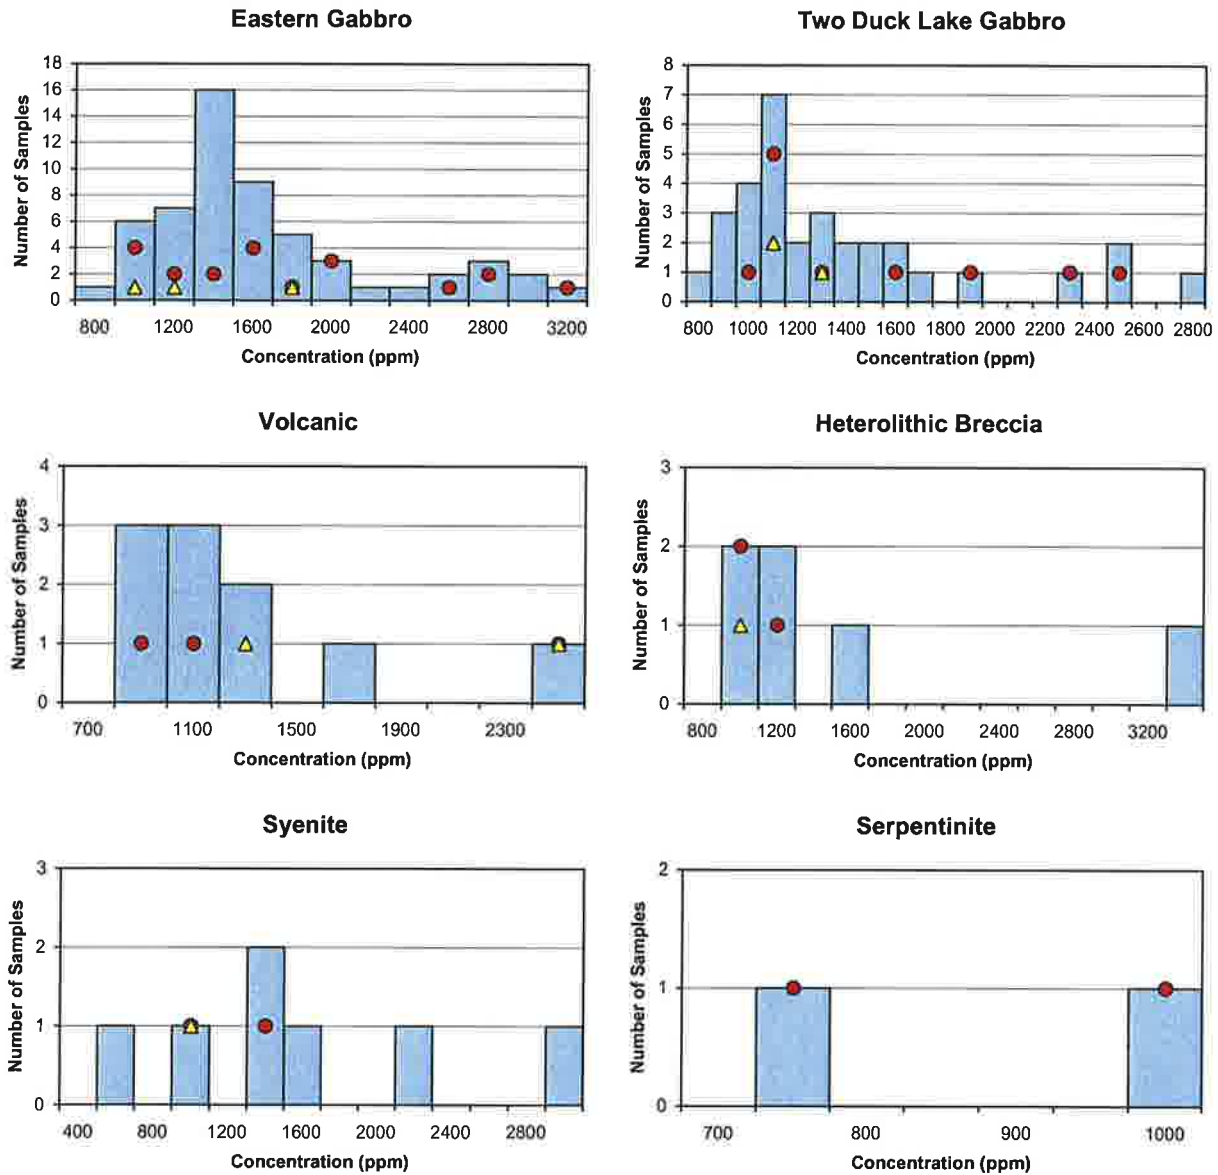 Eastern Gabbro
Number of Samples
18
16
14
12
10
8
6
4
2
0
800 1200 1600 2000 2400 2800 3200
Concentration (ppm)
Two Duck Lake Gabbro
Number of Samples
8
7
6
5
4
3
2
1
0
800 1000 1200 1400 1600 1800 2000 2200 2400 2600 2800
Concentration (ppm)
Volcanic
Number of Samples
4
3
2
1
0
700 1100 1500 1900 2300
Concentration (ppm)
Heterolithic Breccia
Number of Samples
3
2
1
0
800 1200 1600 2000 2400 2800 3200
Concentration (ppm)
Syenite
Number of Samples
3
2
1
0
400 800 1200 1600 2000 2400 2800
Concentration (ppm)
Serpentinite
Number of Samples
2
1
0
700 800 900 1000
Concentration (ppm)